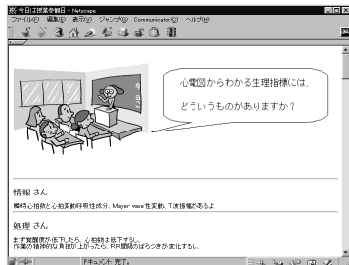 今日は授業参観日 - Netscape
ファイル(F) 編集(E) 表示(V) ジャンプ(G) Communicator(C) ヘルプ(H)
心電図からわかる生理指標には、
どういうものがありますか？
情報 さん
瞬時心拍数と心拍変動呼吸性成分、Mayer wave性変動、T波振幅があるよ
処理 さん
まず覚醒度が低下したら、心拍数は低下するし、
作業の精神的な負担が上がったら、RR間隔のばらつきが変化するし、
ドキュメント: 完了。